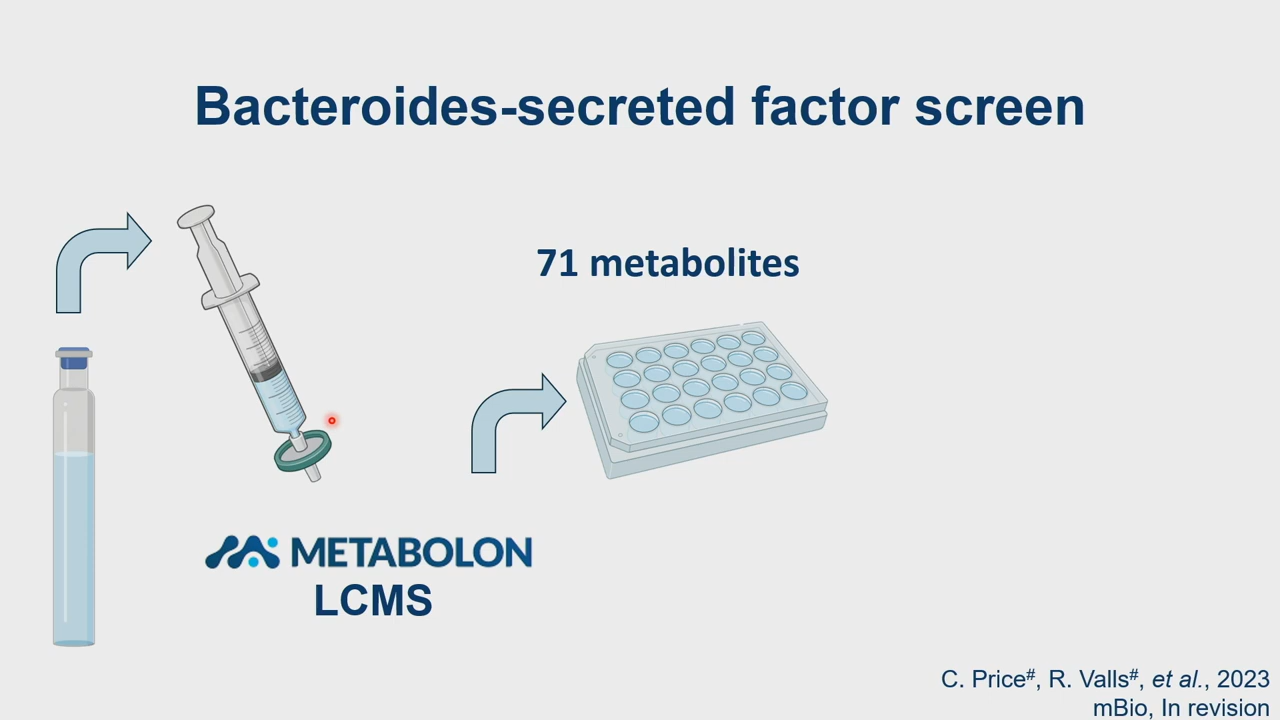 Bacteroides-secreted factor screen
71 metabolites
METABOLON
LCMS
C. Price#, R. Valls#, et al., 2023
mBio, In revision